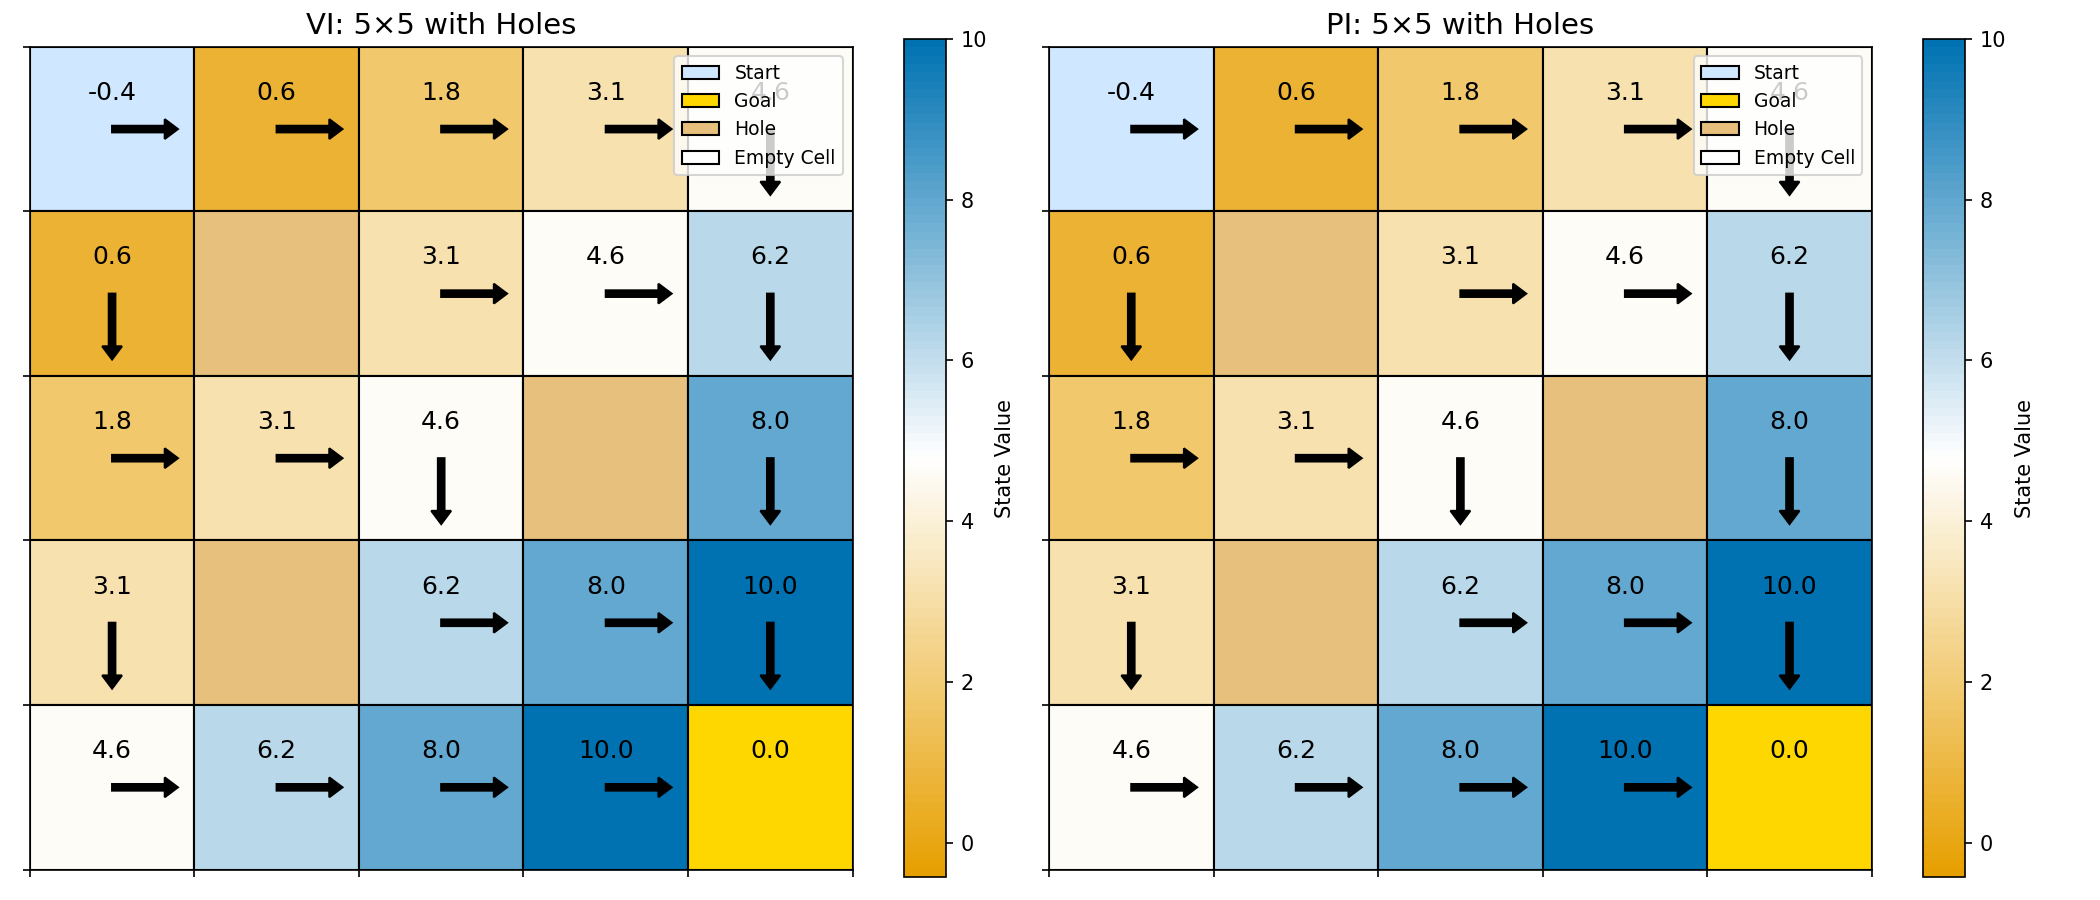 VI: 5×5 with Holes
-0.4 0.6 1.8 3.1 4.6
Start
Goal
Hole
Empty Cell
0.6 3.1 4.6 6.2
1.8 3.1 4.6 8.0
3.1 6.2 8.0 10.0
4.6 6.2 8.0 10.0 0.0
10
8
6
4
2
0
State Value
PI: 5×5 with Holes
-0.4 0.6 1.8 3.1 4.6
Start
Goal
Hole
Empty Cell
0.6 3.1 4.6 6.2
1.8 3.1 4.6 8.0
3.1 6.2 8.0 10.0
4.6 6.2 8.0 10.0 0.0
10
8
6
4
2
0
State Value